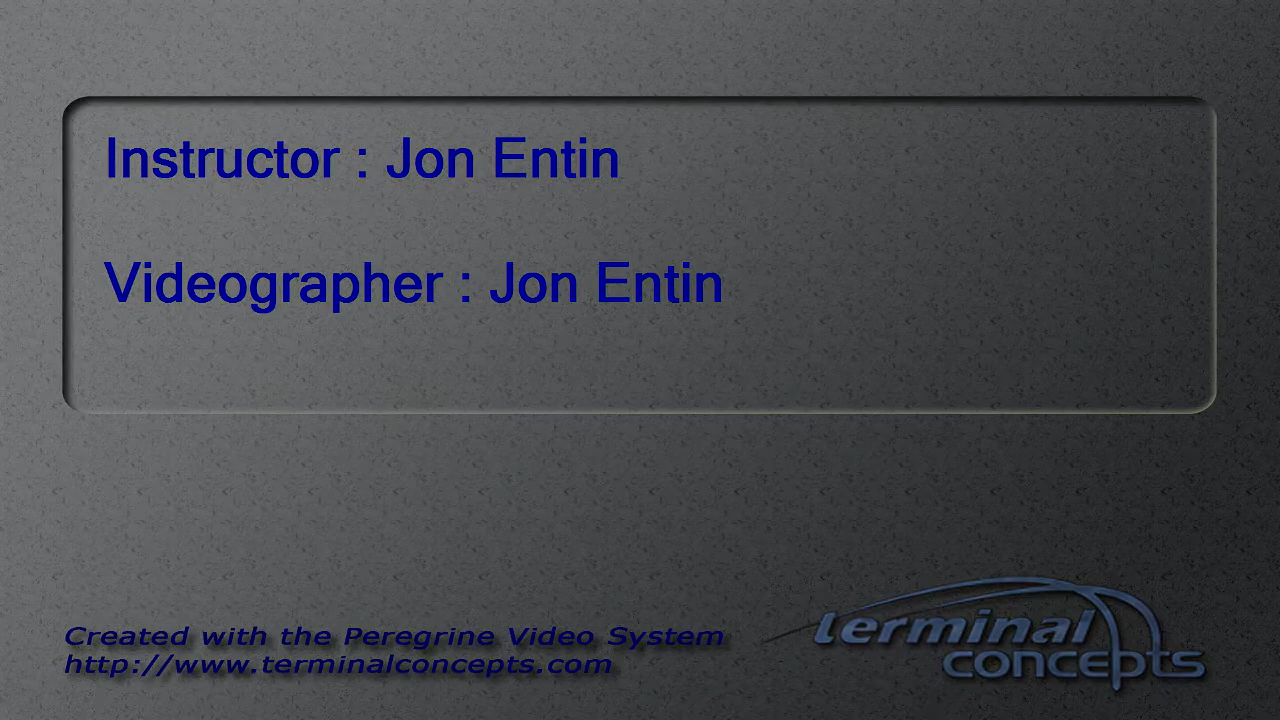 Instructor : Jon Entin
Videographer : Jon Entin
Created with the Peregrine Video System
http://www.terminalconcepts.com
terminal
concepts